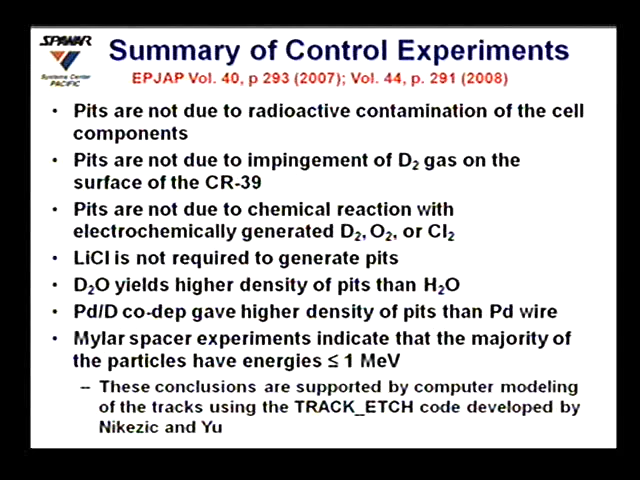 SPAWAR
Systems Center
PACIFIC
Summary of Control Experiments
EPJAP Vol. 40, p 293 (2007); Vol. 44, p. 291 (2008)
• Pits are not due to radioactive contamination of the cell
components
• Pits are not due to impingement of D₂ gas on the
surface of the CR-39
• Pits are not due to chemical reaction with
electrochemically generated D₂, O₂, or Cl₂
• LiCl is not required to generate pits
• D₂O yields higher density of pits than H₂O
• Pd/D co-dep gave higher density of pits than Pd wire
• Mylar spacer experiments indicate that the majority of
the particles have energies ≤ 1 MeV
– These conclusions are supported by computer modeling
of the tracks using the TRACK_ETCH code developed by
Nikezic and Yu